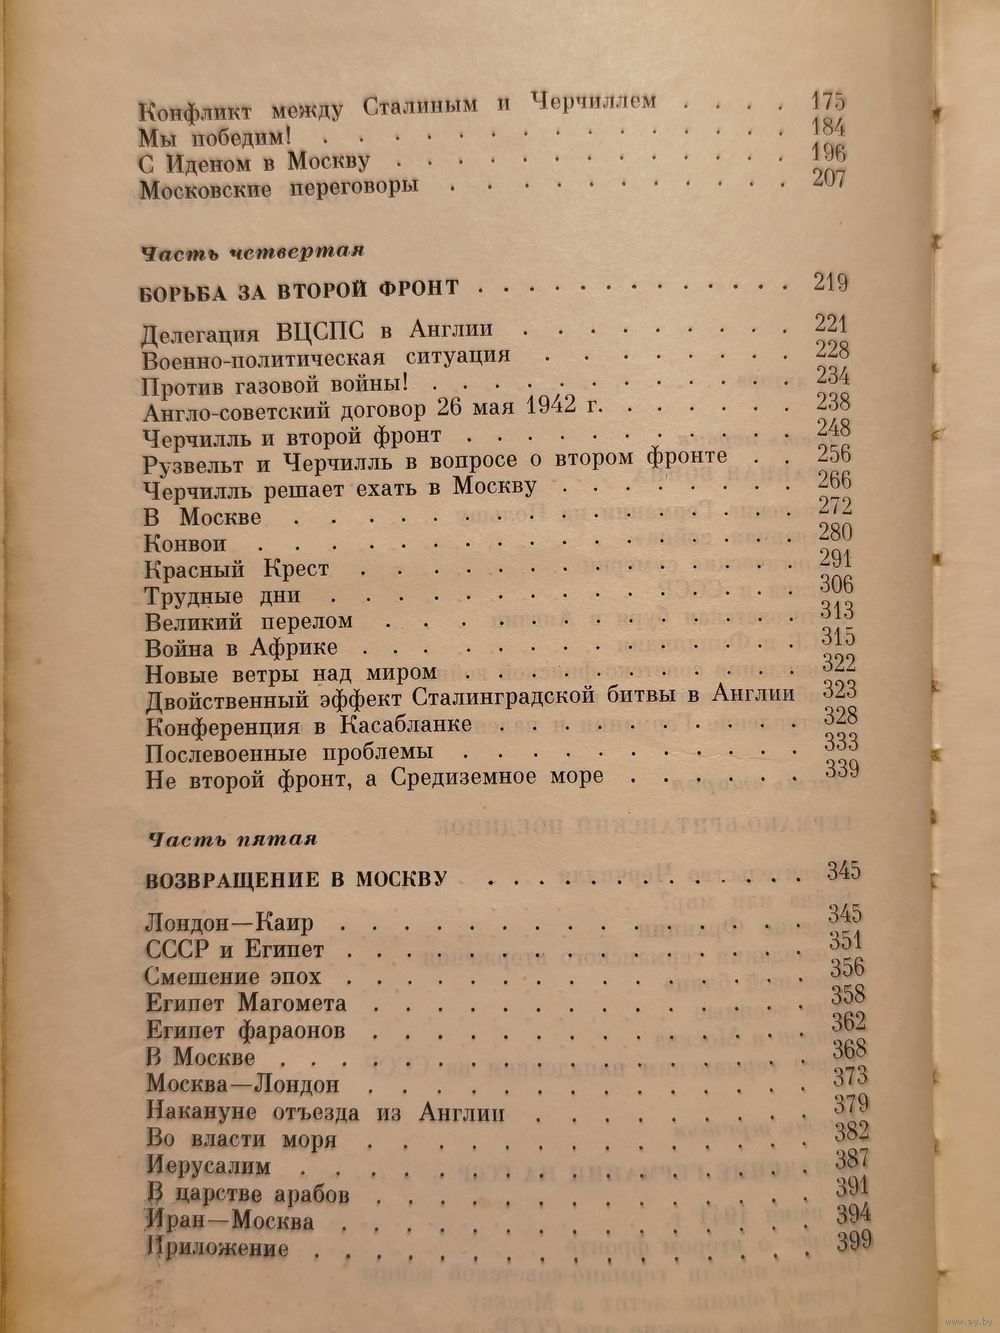 Конфликт между Сталиным и Черчиллем . . . . 175
Мы победим! . . . . . . . . . . . . . . . 184
С Иденом в Москву . . . . . . . . . . . . . 196
Московские переговоры . . . . . . . . . . . 207
Часть четвертая
БОРЬБА ЗА ВТОРОЙ ФРОНТ . . . . . . . . . . . . . 219
Делегация ВЦСПС в Англии . . . . . . . . . 221
Военно-политическая ситуация . . . . . . . . 228
Против газовой войны! . . . . . . . . . . . . 234
Англо-советский договор 26 мая 1942 г. . . . . . . 238
Черчилль и второй фронт . . . . . . . . . . . 248
Рузвельт и Черчилль в вопросе о втором фронте . . 256
Черчилль решает ехать в Москву . . . . . . . . 266
В Москве . . . . . . . . . . . . . . 272
Конвои . . . . . . . . . . . . . . . 280
Красный Крест . . . . . . . . . . . . 291
Трудные дни . . . . . . . . . . . . . 306
Великий перелом . . . . . . . . . . . 313
Война в Африке . . . . . . . . . . . . 315
Новые ветры над миром . . . . . . . . . . 322
Двойственный эффект Сталинградской битвы в Англии 323
Конференция в Касабланке . . . . . . . . . 328
Послевоенные проблемы . . . . . . . . . . 333
Не второй фронт, а Средиземное море . . . . . . 339
Часть пятая
ВОЗВРАЩЕНИЕ В МОСКВУ . . . . . . . . . . . . . 345
Лондон—Каир . . . . . . . . . . . . . . 345
СССР и Египет . . . . . . . . . . . . . . 351
Смешение эпох . . . . . . . . . . . . . . 356
Египет Магомета . . . . . . . . . . . . . 358
Египет фараонов . . . . . . . . . . . . . 362
В Москве . . . . . . . . . . . . . . . . 368
Москва—Лондон . . . . . . . . . . . . . 373
Накануне отъезда из Англии . . . . . . . . . 379
Во власти моря . . . . . . . . . . . . . 382
Иерусалим . . . . . . . . . . . . . . . 387
В царстве арабов . . . . . . . . . . . . . 391
Иран—Москва . . . . . . . . . . . . . . 394
Приложение . . . . . . . . . . . . . . . 399
www.ay.by